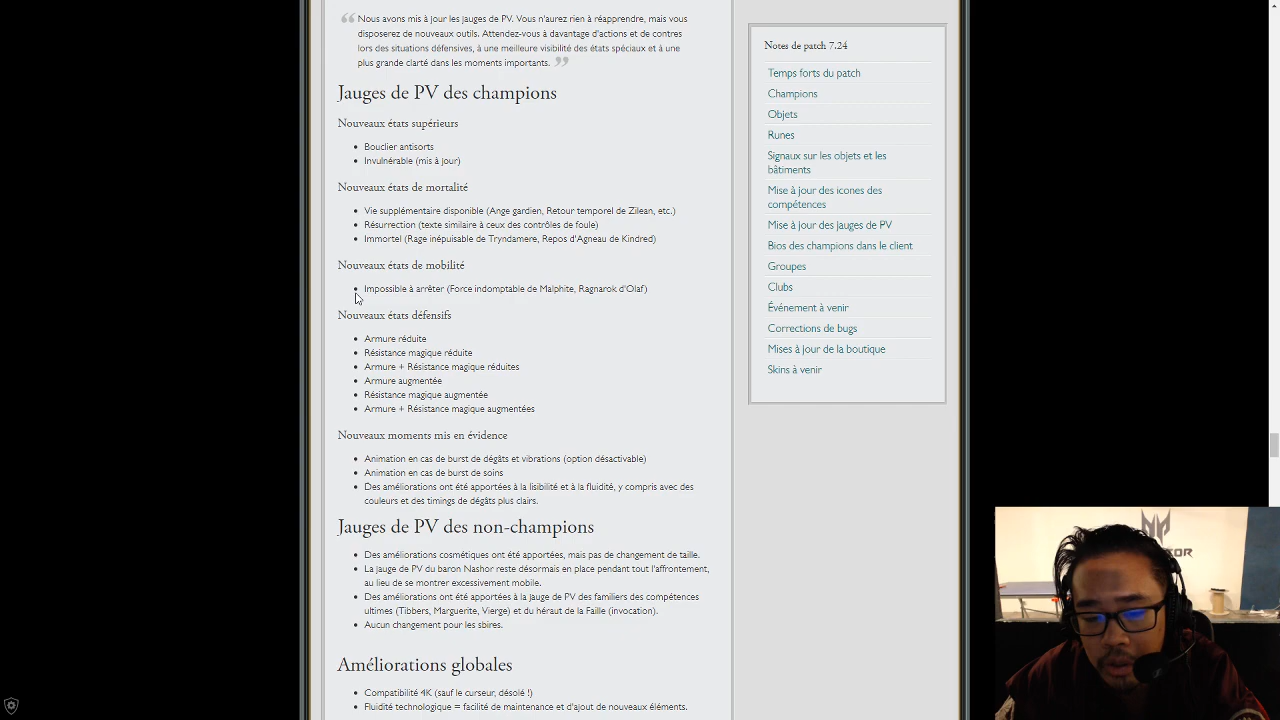 Nous avons mis à jour les jauges de PV. Vous n'aurez rien à réapprendre, mais vous
disposerez de nouveaux outils. Attendez-vous à davantage d'actions et de contres
lors des situations défensives, à une meilleure visibilité des états spéciaux et à une
plus grande clarté dans les moments importants.
Jauges de PV des champions
Nouveaux états supérieurs
• Bouclier antisorts
• Invulnérable (mis à jour)
Nouveaux états de mortalité
• Vie supplémentaire disponible (Ange gardien, Retour temporel de Zilean, etc.)
• Résurrection (texte similaire à ceux des contrôles de foule)
• Immortel (Rage inépuisable de Tryndamere, Repos d'Agneau de Kindred)
Nouveaux états de mobilité
• Impossible à arrêter (Force indomptable de Malphite, Ragnarok d'Olaf)
Nouveaux états défensifs
• Armure réduite
• Résistance magique réduite
• Armure + Résistance magique réduites
• Armure augmentée
• Résistance magique augmentée
• Armure + Résistance magique augmentées
Nouveaux moments mis en évidence
• Animation en cas de burst de dégâts et vibrations (option désactivable)
• Animation en cas de burst de soins
• Des améliorations ont été apportées à la lisibilité et à la fluidité, y compris avec des
couleurs et des timings de dégâts plus clairs.
Jauges de PV des non-champions
• Des améliorations cosmétiques ont été apportées, mais pas de changement de taille.
• La jauge de PV du baron Nashor reste désormais en place pendant tout l'affrontement,
au lieu de se montrer excessivement mobile.
• Des améliorations ont été apportées à la jauge de PV des familiers des compétences
ultimes (Tibbers, Marguerite, Vierge) et du héraut de la Faille (invocation).
• Aucun changement pour les sbires.
Améliorations globales
• Compatibilité 4K (sauf le curseur, désolé !)
• Fluidité technologique = facilité de maintenance et d'ajout de nouveaux éléments.
Notes de patch 7.24
Temps forts du patch
Champions
Objets
Runes
Signaux sur les objets et les
bâtiments
Mise à jour des icones des
compétences
Mise à jour des jauges de PV
Bios des champions dans le client
Groupes
Clubs
Événement à venir
Corrections de bugs
Mises à jour de la boutique
Skins à venir